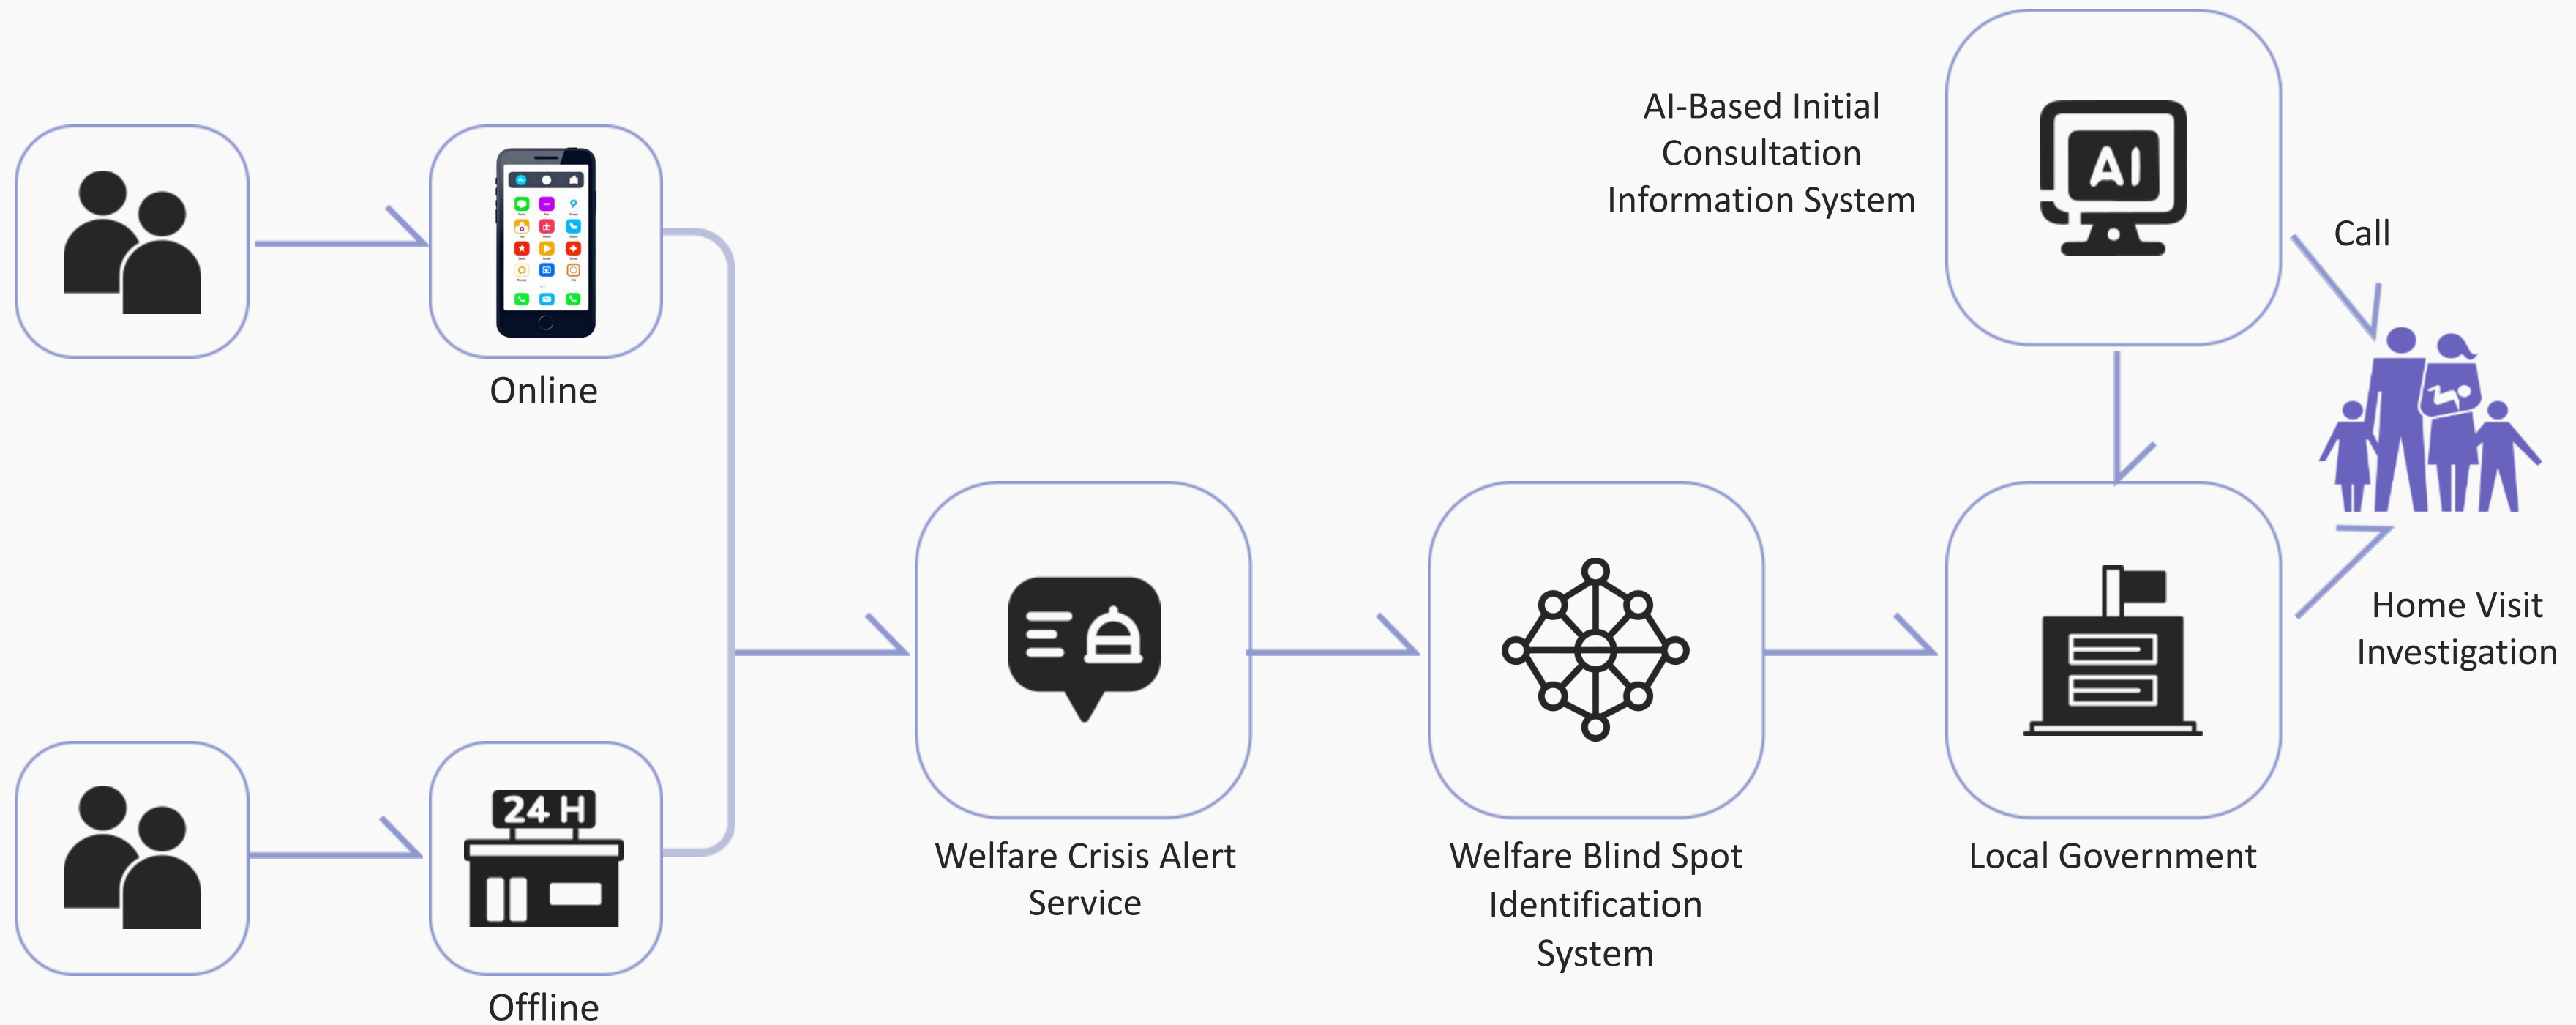 AI-Based Initial
Consultation
Information System
AI
Call
Online
24 H
Offline
Welfare Crisis Alert
Service
Welfare Blind Spot
Identification
System
Local Government
Home Visit
Investigation